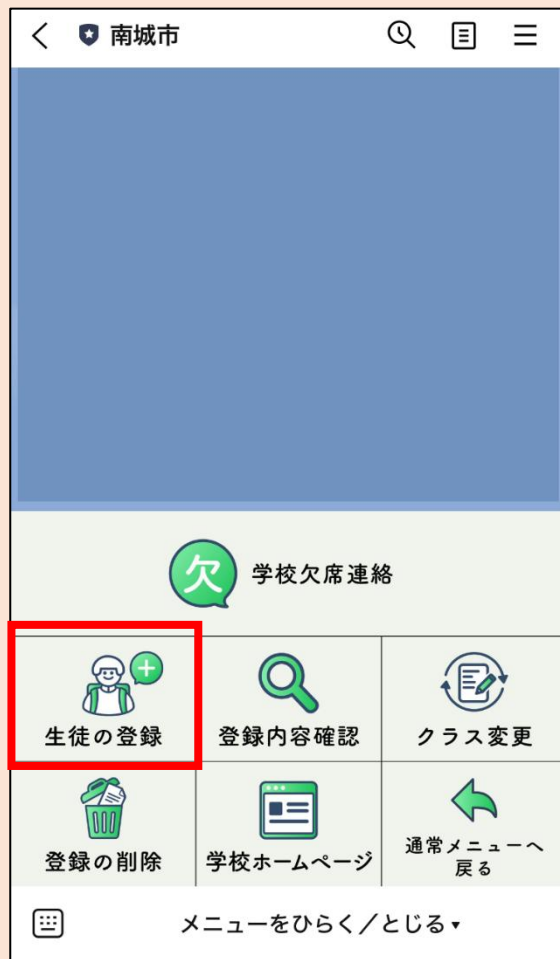 南城市
欠 学校欠席連絡
生徒の登録
登録内容確認
クラス変更
登録の削除
学校ホームページ
通常メニューへ
戻る
メニューをひらく／とじる▾